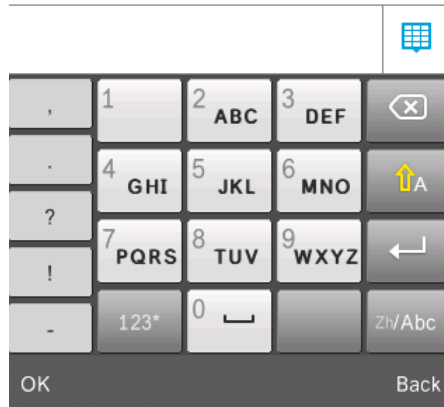 , 1 2 ABC 3 DEF
. 4 GHI 5 JKL 6 MNO A
?
7 PQRS 8 TUV 9 WXYZ
!
- 123* 0 Zh/Abc
OK Back